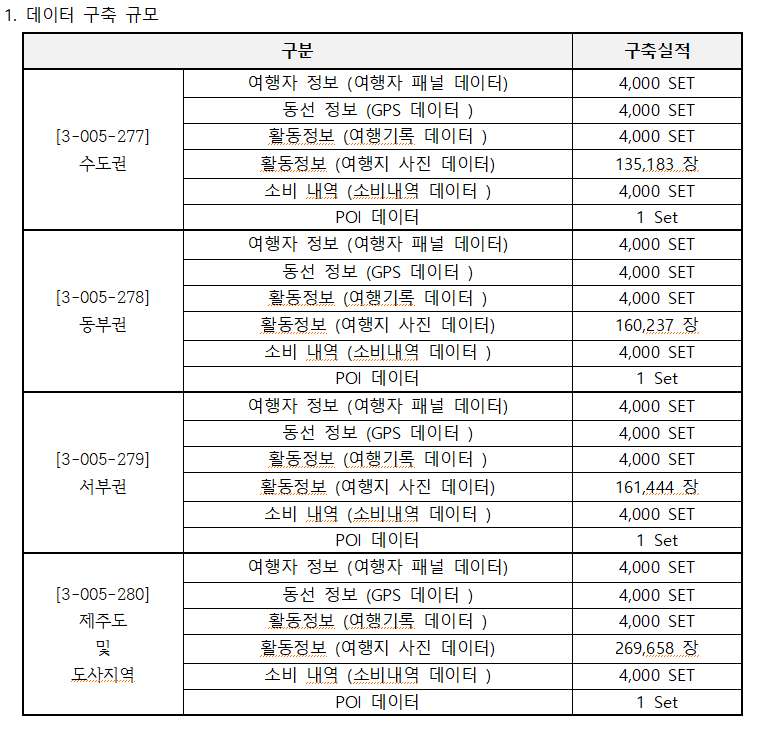 1. 데이터 구축 규모
구분 구축실적
[3-005-277]
수도권
여행자 정보 (여행자 패널 데이터) 4,000 SET
동선 정보 (GPS 데이터 ) 4,000 SET
활동정보 (여행기록 데이터 ) 4,000 SET
활동정보 (여행지 사진 데이터) 135,183 장
소비 내역 (소비내역 데이터 ) 4,000 SET
POI 데이터 1 Set
[3-005-278]
동부권
여행자 정보 (여행자 패널 데이터) 4,000 SET
동선 정보 (GPS 데이터 ) 4,000 SET
활동정보 (여행기록 데이터 ) 4,000 SET
활동정보 (여행지 사진 데이터) 160,237 장
소비 내역 (소비내역 데이터 ) 4,000 SET
POI 데이터 1 Set
[3-005-279]
서부권
여행자 정보 (여행자 패널 데이터) 4,000 SET
동선 정보 (GPS 데이터 ) 4,000 SET
활동정보 (여행기록 데이터 ) 4,000 SET
활동정보 (여행지 사진 데이터) 161,444 장
소비 내역 (소비내역 데이터 ) 4,000 SET
POI 데이터 1 Set
[3-005-280]
제주도
및
도사지역
여행자 정보 (여행자 패널 데이터) 4,000 SET
동선 정보 (GPS 데이터 ) 4,000 SET
활동정보 (여행기록 데이터 ) 4,000 SET
활동정보 (여행지 사진 데이터) 269,658 장
소비 내역 (소비내역 데이터 ) 4,000 SET
POI 데이터 1 Set